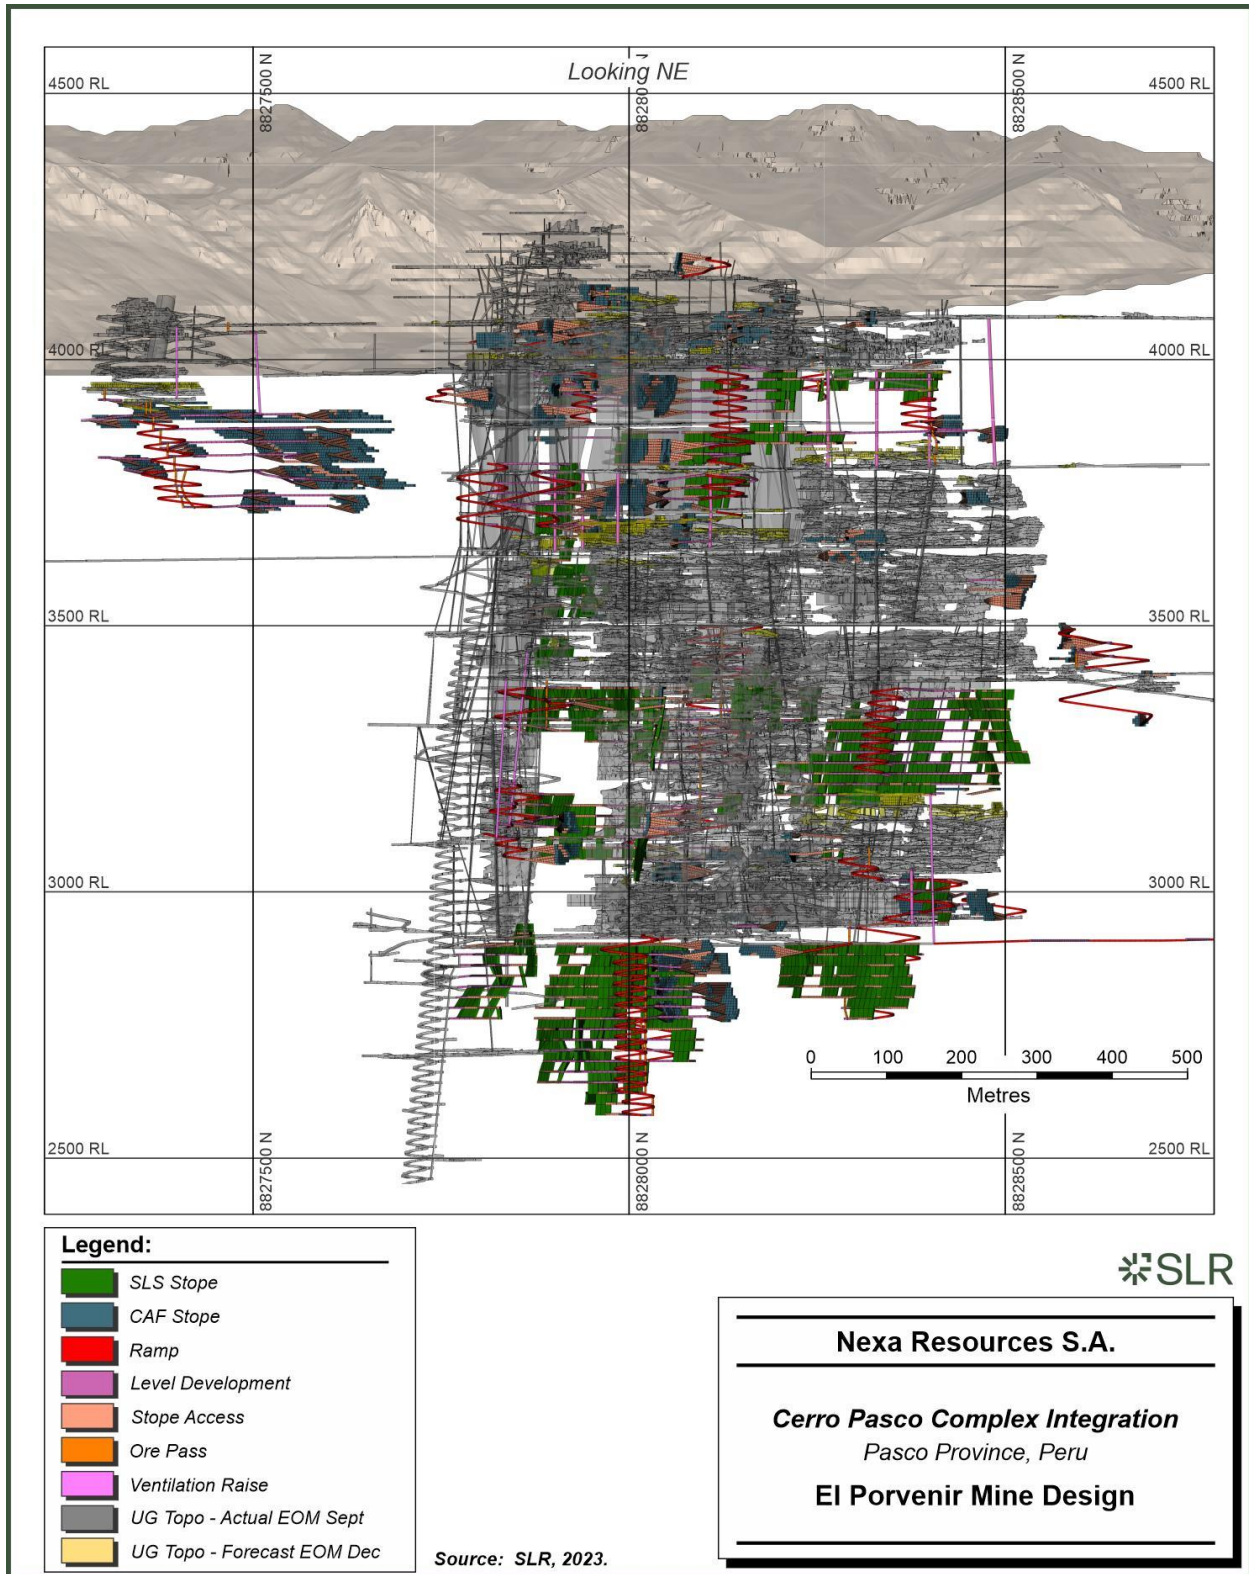 Looking NE
4500 RL
4500 RL
8827500 N
8828500 N
4000 RL
4000 RL
3500 RL
3500 RL
3000 RL
3000 RL
0 100 200 300 400 500
Metres
2500 RL
2500 RL
8827500 N
8828000 N
8828500 N
Legend:
SLS Stope
CAF Stope
Ramp
Level Development
Stope Access
Ore Pass
Ventilation Raise
UG Topo - Actual EOM Sept
UG Topo - Forecast EOM Dec
Source: SLR, 2023.
SLR
Nexa Resources S.A.
Cerro Pasco Complex Integration
Pasco Province, Peru
El Porvenir Mine Design